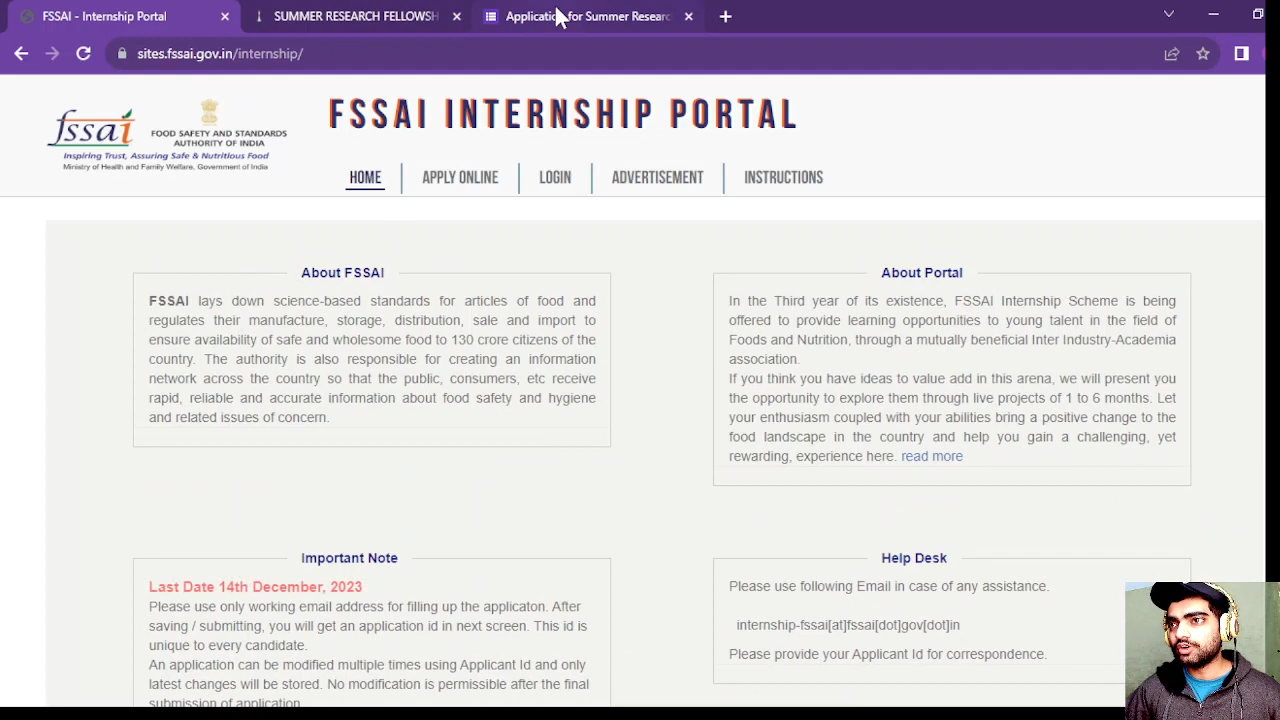 FSSAI - Internship Portal
SUMMER RESEARCH FELLOWSH
Application for Summer Researc
sites.fssai.gov.in/internship/
fssai
FOOD SAFETY AND STANDARDS
AUTHORITY OF INDIA
Inspiring Trust, Assuring Safe & Nutritious Food
Ministry of Health and Family Welfare, Government of India
FSSAI INTERNSHIP PORTAL
HOME
APPLY ONLINE
LOGIN
ADVERTISEMENT
INSTRUCTIONS
About FSSAI
FSSAI lays down science-based standards for articles of food and
regulates their manufacture, storage, distribution, sale and import to
ensure availability of safe and wholesome food to 130 crore citizens of the
country. The authority is also responsible for creating an information
network across the country so that the public, consumers, etc receive
rapid, reliable and accurate information about food safety and hygiene
and related issues of concern.
About Portal
In the Third year of its existence, FSSAI Internship Scheme is being
offered to provide learning opportunities to young talent in the field of
Foods and Nutrition, through a mutually beneficial Inter Industry-Academia
association.
If you think you have ideas to value add in this arena, we will present you
the opportunity to explore them through live projects of 1 to 6 months. Let
your enthusiasm coupled with your abilities bring a positive change to the
food landscape in the country and help you gain a challenging, yet
rewarding, experience here. read more
Important Note
Last Date 14th December, 2023
Please use only working email address for filling up the applicaton. After
saving / submitting, you will get an application id in next screen. This id is
unique to every candidate.
An application can be modified multiple times using Applicant Id and only
latest changes will be stored. No modification is permissible after the final
submission of application.
Help Desk
Please use following Email in case of any assistance.
internship-fssai[at]fssai[dot]gov[dot]in
Please provide your Applicant Id for correspondence.